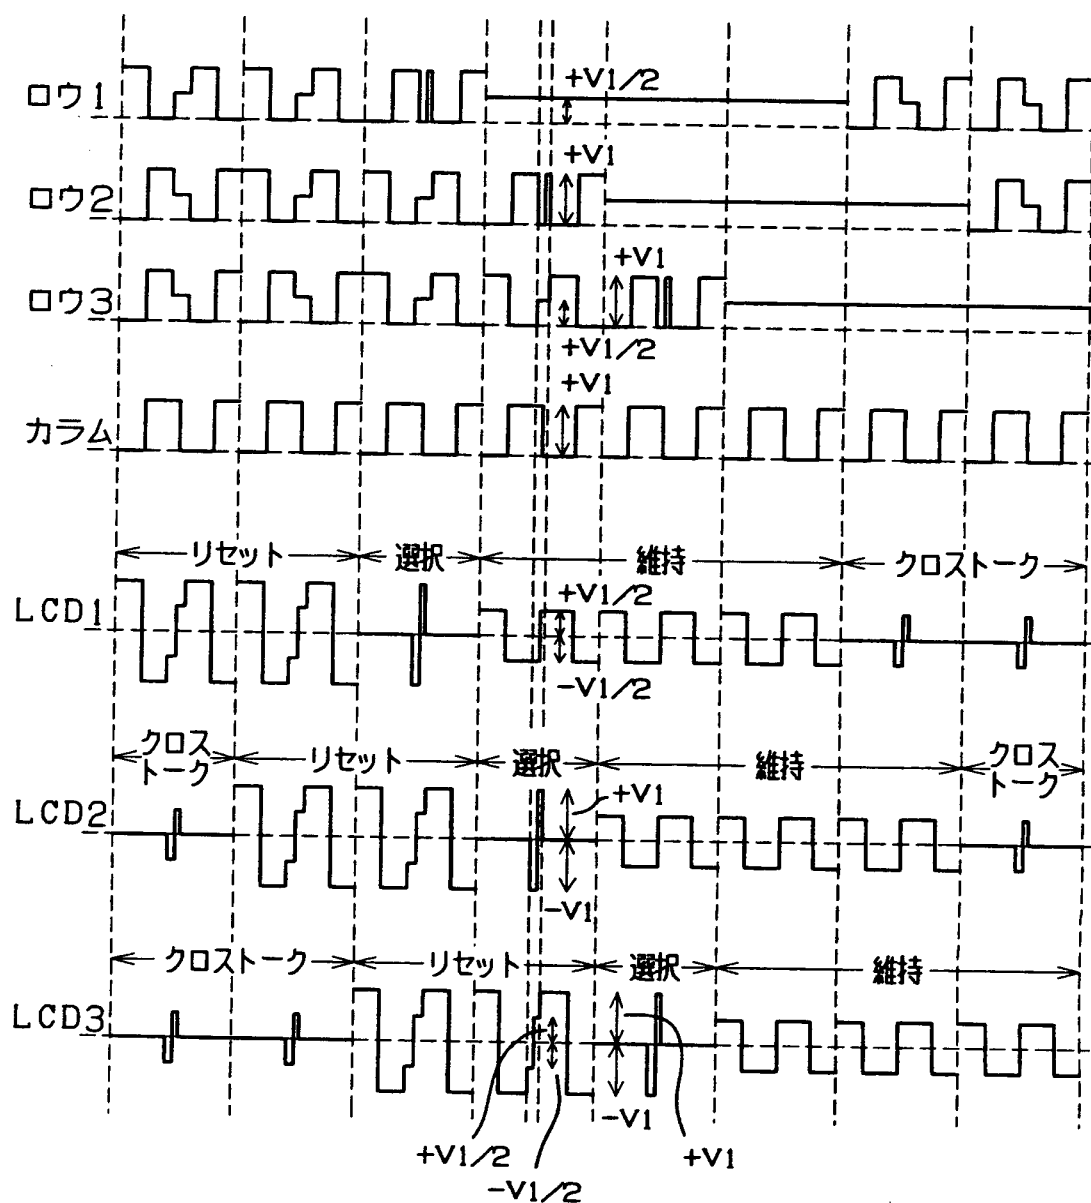 ロウ1
+V1/2
+V1
ロウ2
+V1
ロウ3
+V1/2
+V1
カラム
リセット
選択
維持
クロストーク
LCD1
+V1/2
-V1/2
クロス
トーク
リセット
選択
維持
クロス
トーク
LCD2
+V1
-V1
クロストーク
リセット
選択
維持
LCD3
-V1
+V1/2
+V1
-V1/2